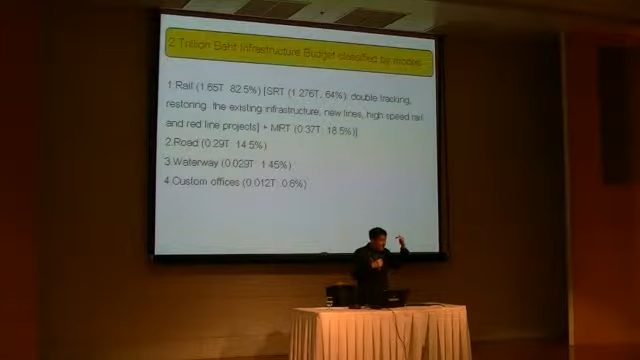 2 Trillion Baht Infrastructure Budget classified by modes
1.Rail (1.65T 82.5%) [SRT (1.276T, 64%): double tracking,
restoring the existing infrastructure, new lines, high speed rail
and red line projects] + MRT (0.37T 18.5%)]
2.Road (0.29T 14.5%)
3.Waterway (0.029T 1.45%)
4.Custom offices (0.012T 0.6%)